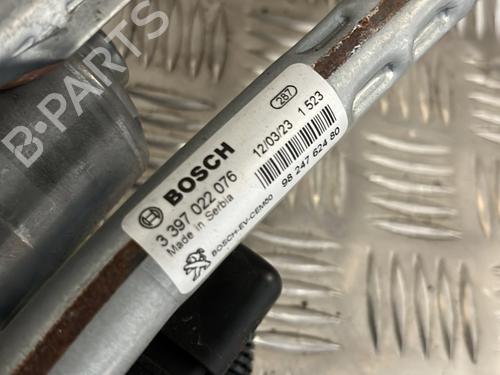 BOSCH
3 397 022 076
Made in Serbia
287
12/03/23 1 523
98 247 624 80
BOSCH-EV-CEM00
B-PARTS